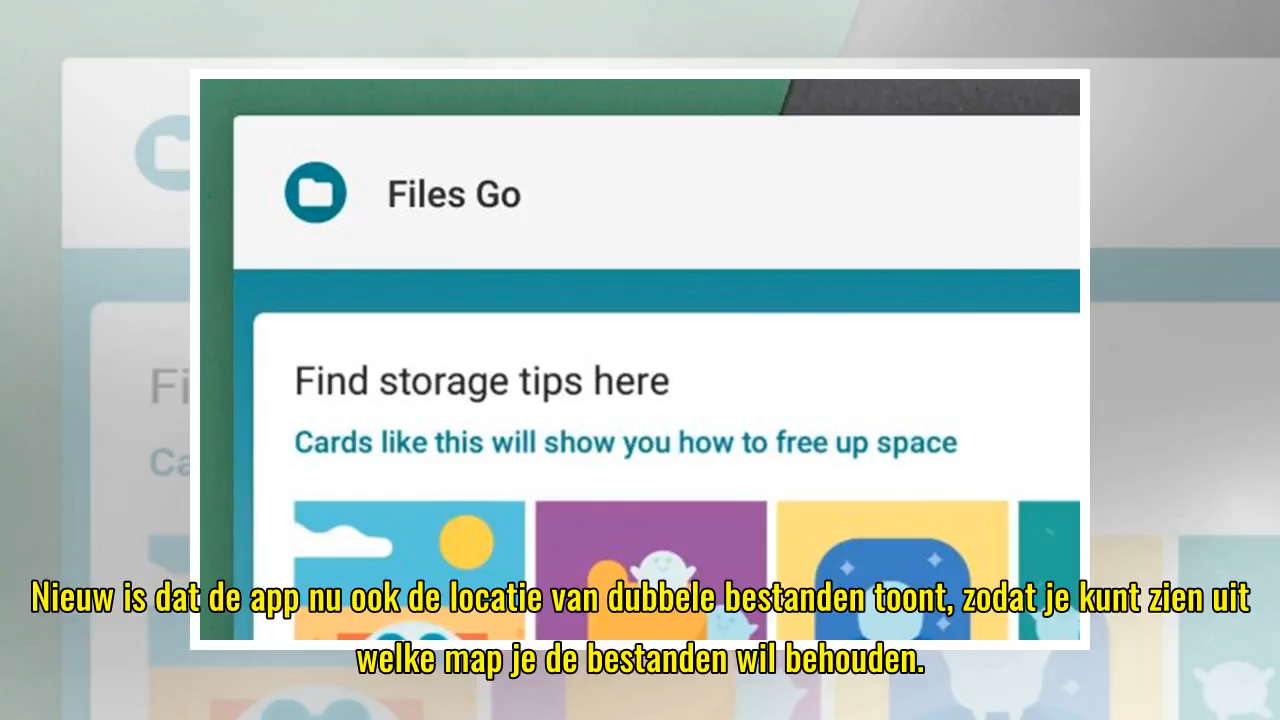 Files Go
Find storage tips here
Fi
Cards like this will show you how to free up space
Ca
Nieuw is dat de app nu ook de locatie van dubbele bestanden toont, zodat je kunt zien uit
welke map je de bestanden wil behouden.